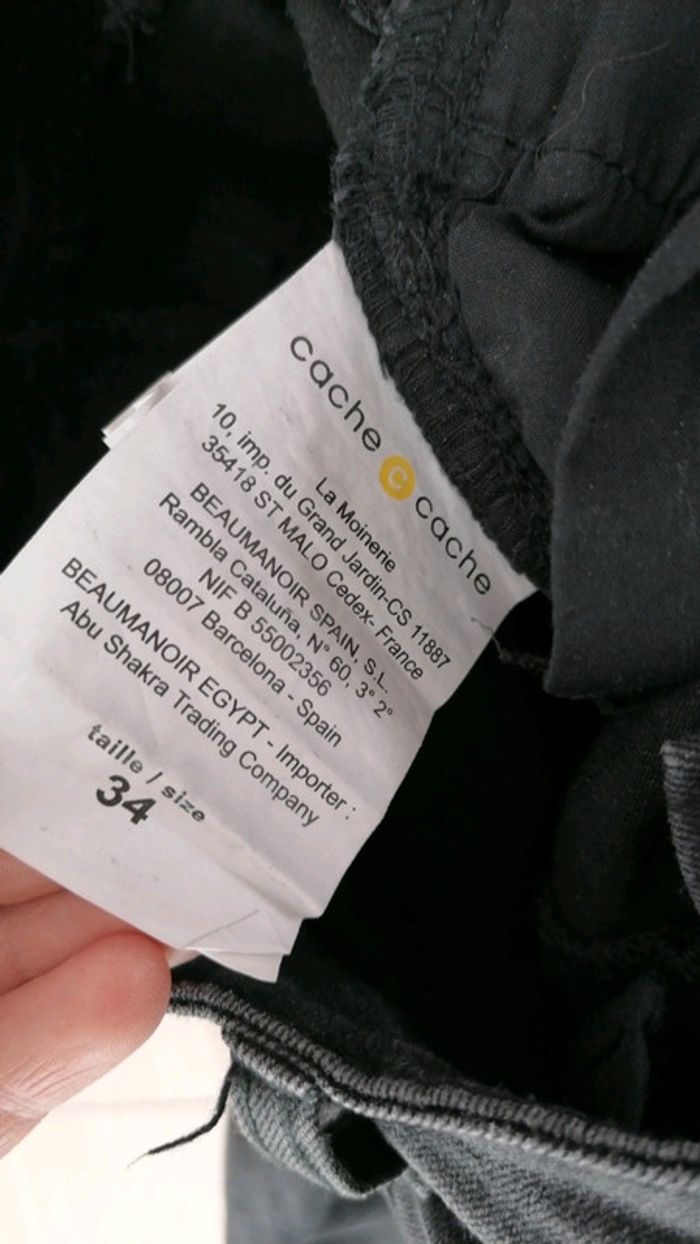 cache c cache
La Moinerie
10, imp. du Grand Jardin-CS 11887
35418 ST MALO Cedex- France
BEAUMANOIR SPAIN, S.L.
Rambla Cataluña, N° 60, 3° 2°
NIF B 55002356
08007 Barcelona - Spain
BEAUMANOIR EGYPT - Importer :
Abu Shakra Trading Company
taille / size
34